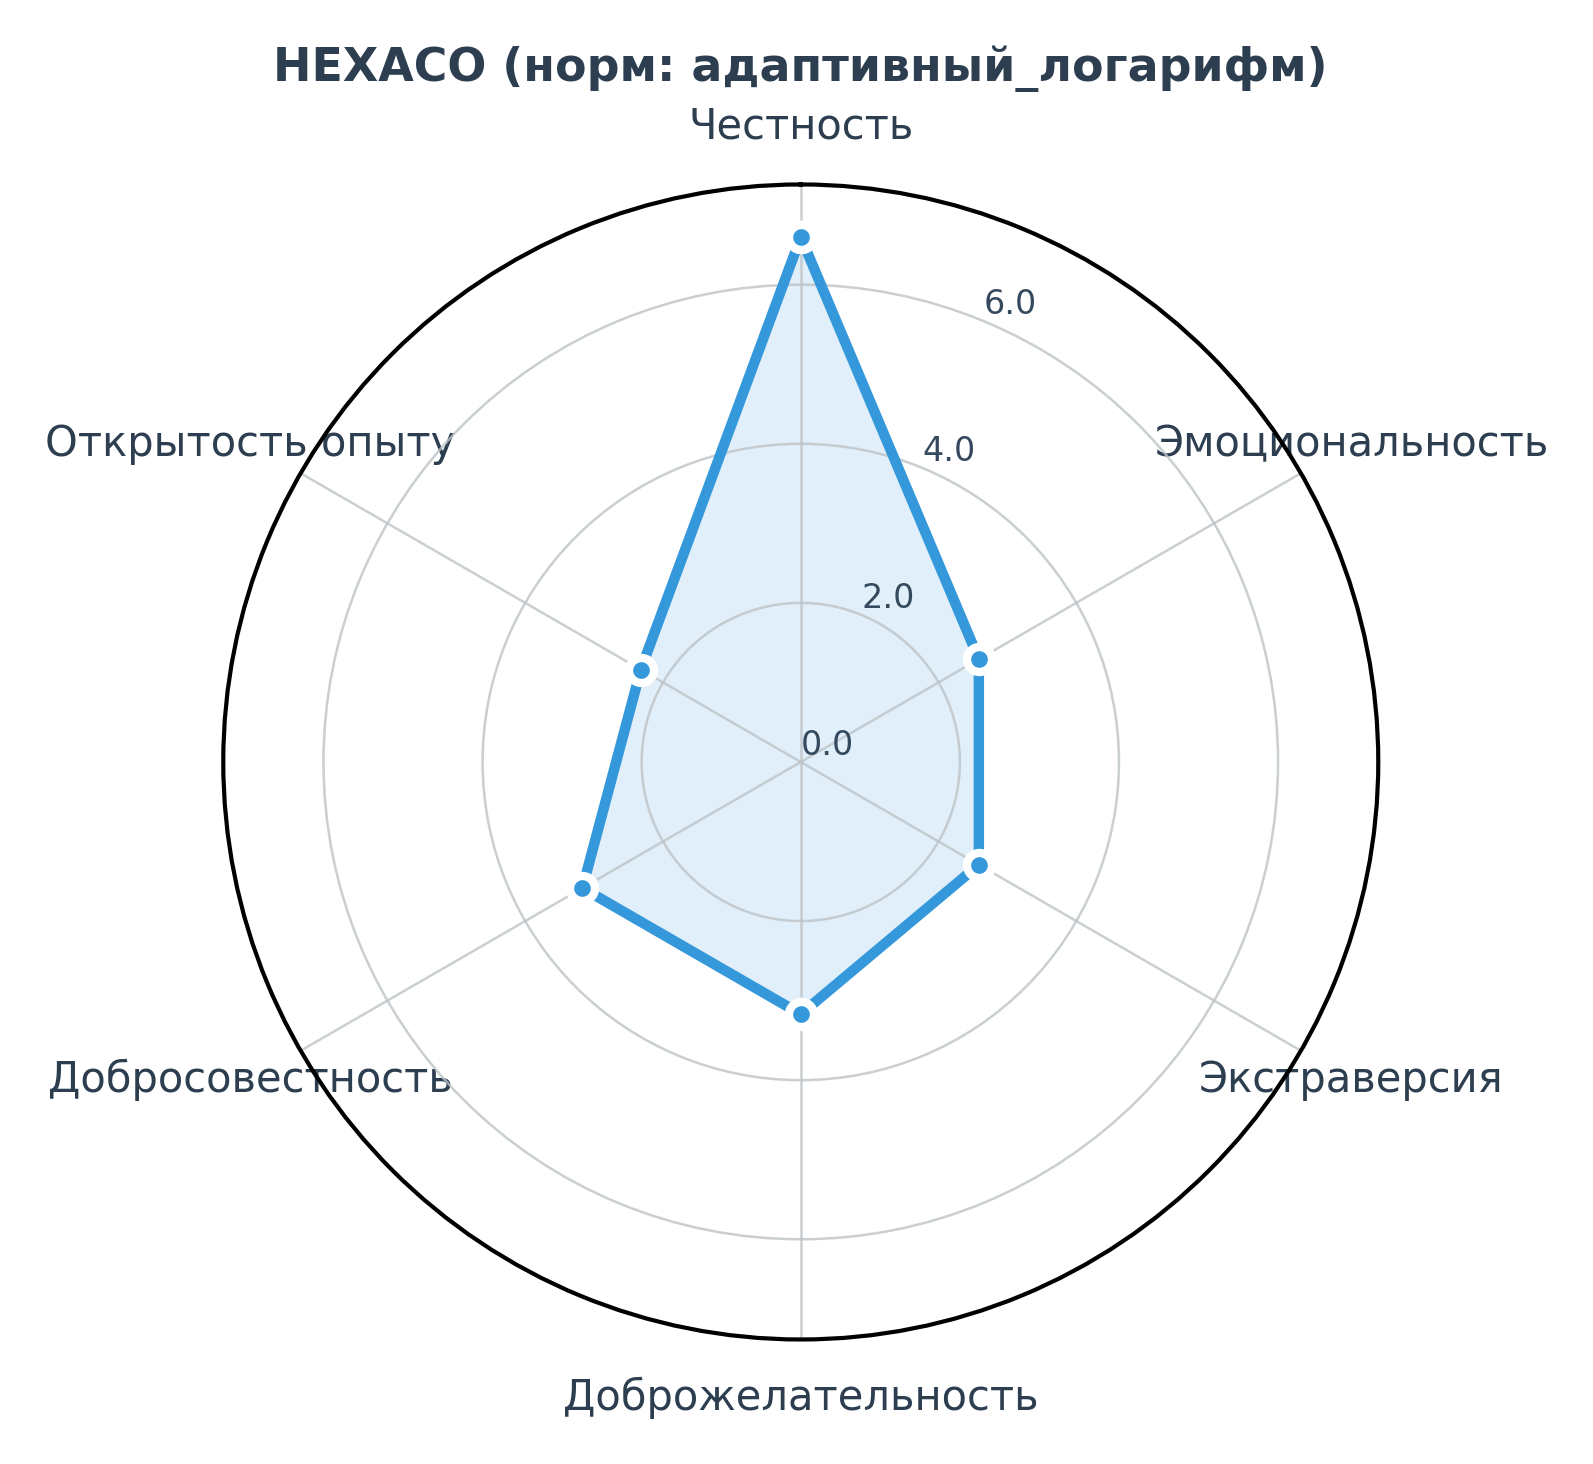 HEXACO (норм: адаптивный_логарифм)
Честность
6.0
Открытость опыту
Эмоциональность
4.0
2.0
0.0
Добросовестность
Экстраверсия
Доброжелательность